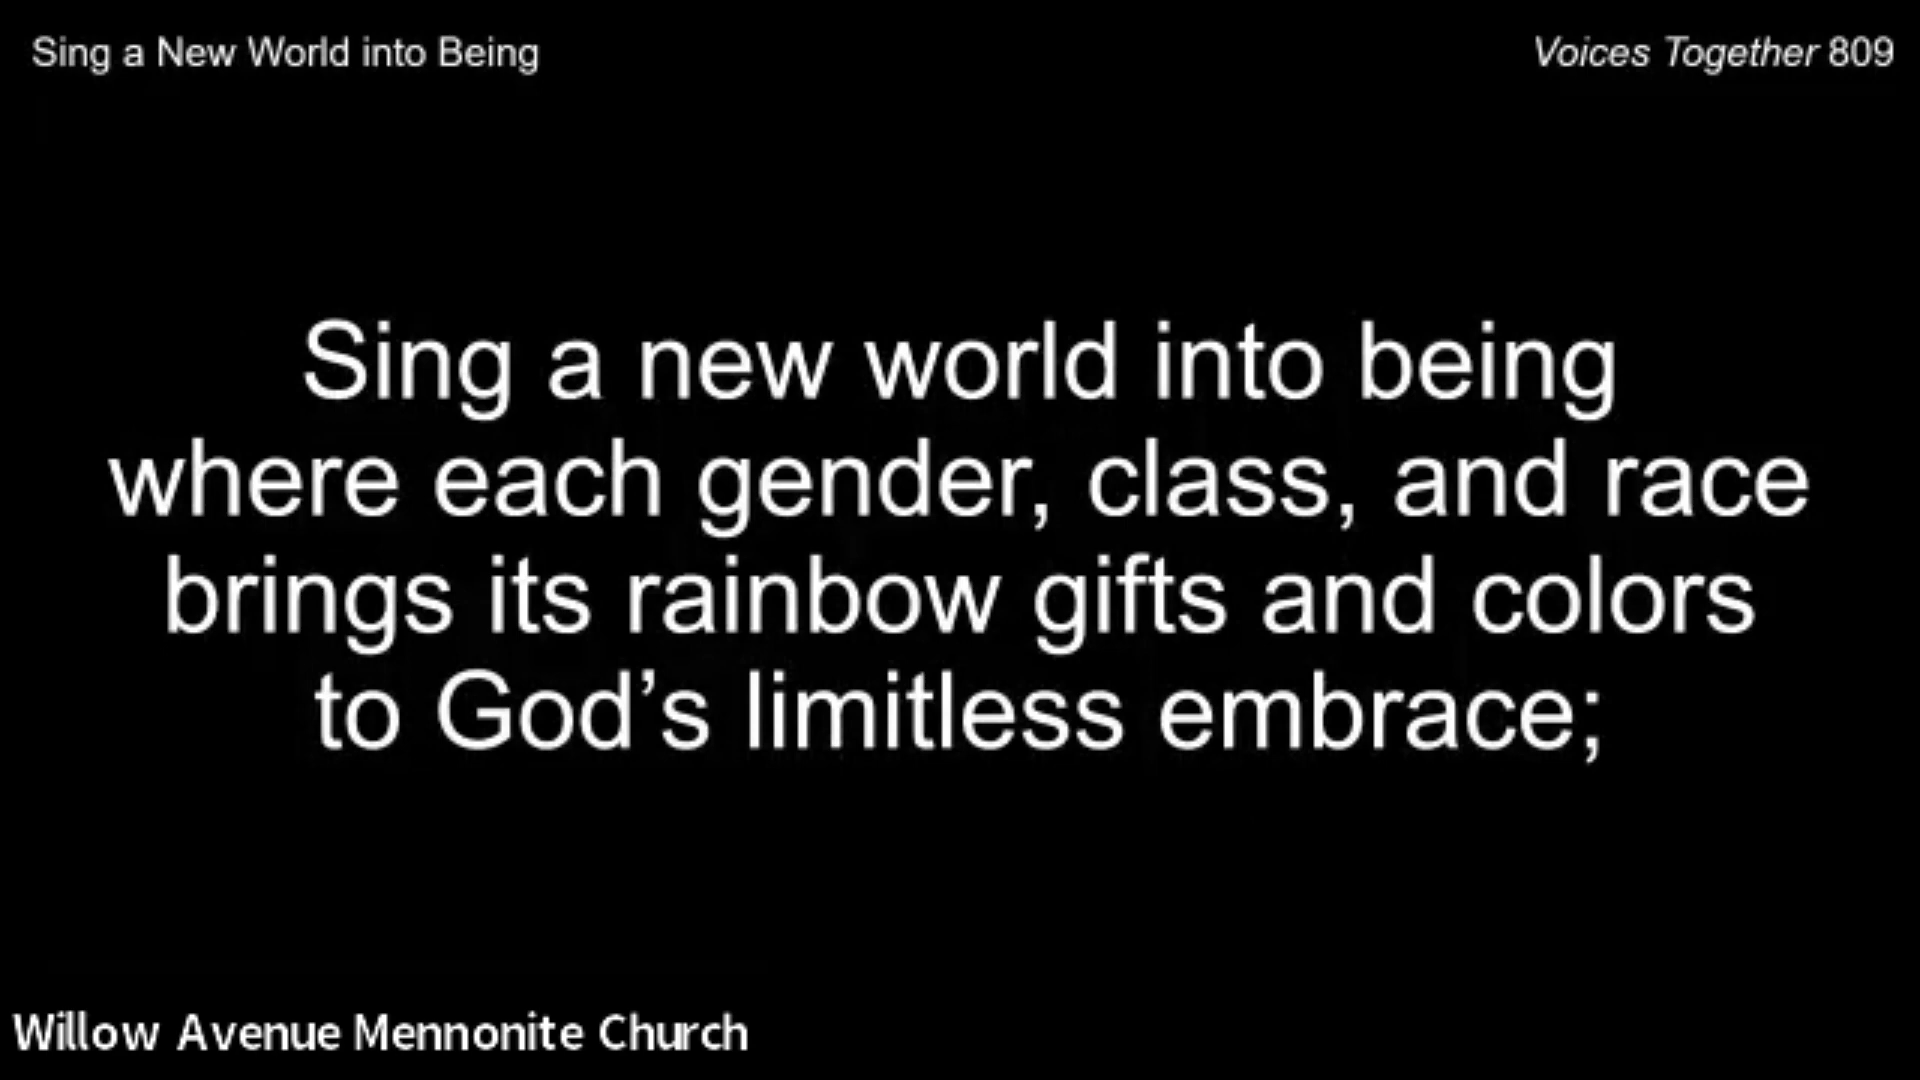 Sing a New World into Being
Voices Together 809
Sing a new world into being
where each gender, class, and race
brings its rainbow gifts and colors
to God’s limitless embrace;
Willow Avenue Mennonite Church